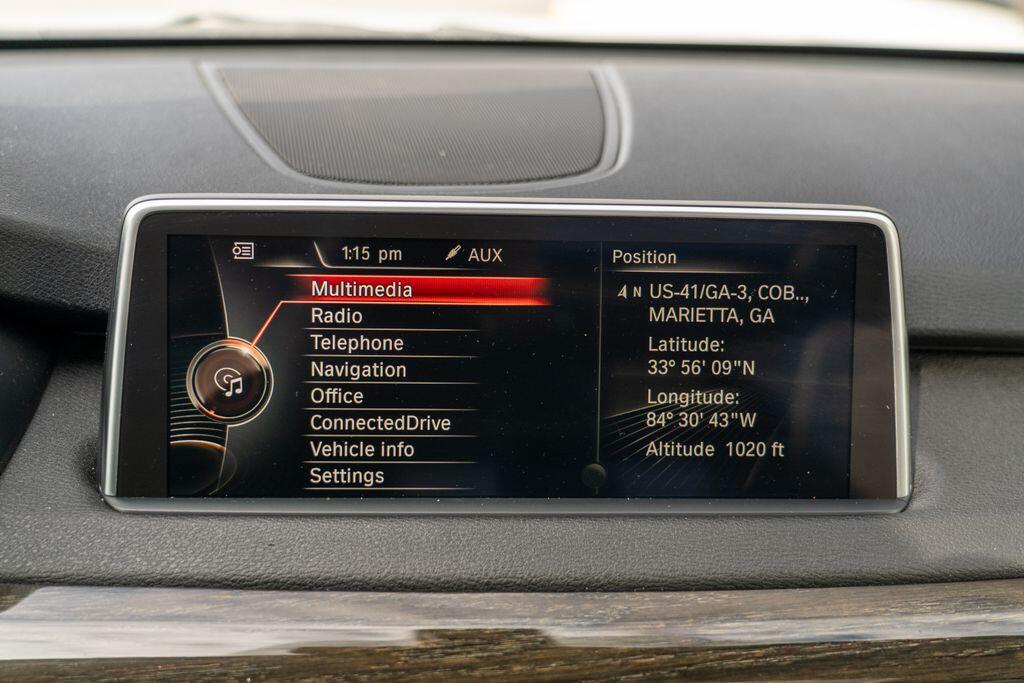 1:15 pm
AUX
Multimedia
Radio
Telephone
Navigation
Office
ConnectedDrive
Vehicle info
Settings
Position
N US-41/GA-3, COB..,
MARIETTA, GA
Latitude:
33° 56' 09"N
Longitude:
84° 30' 43"W
Altitude 1020 ft